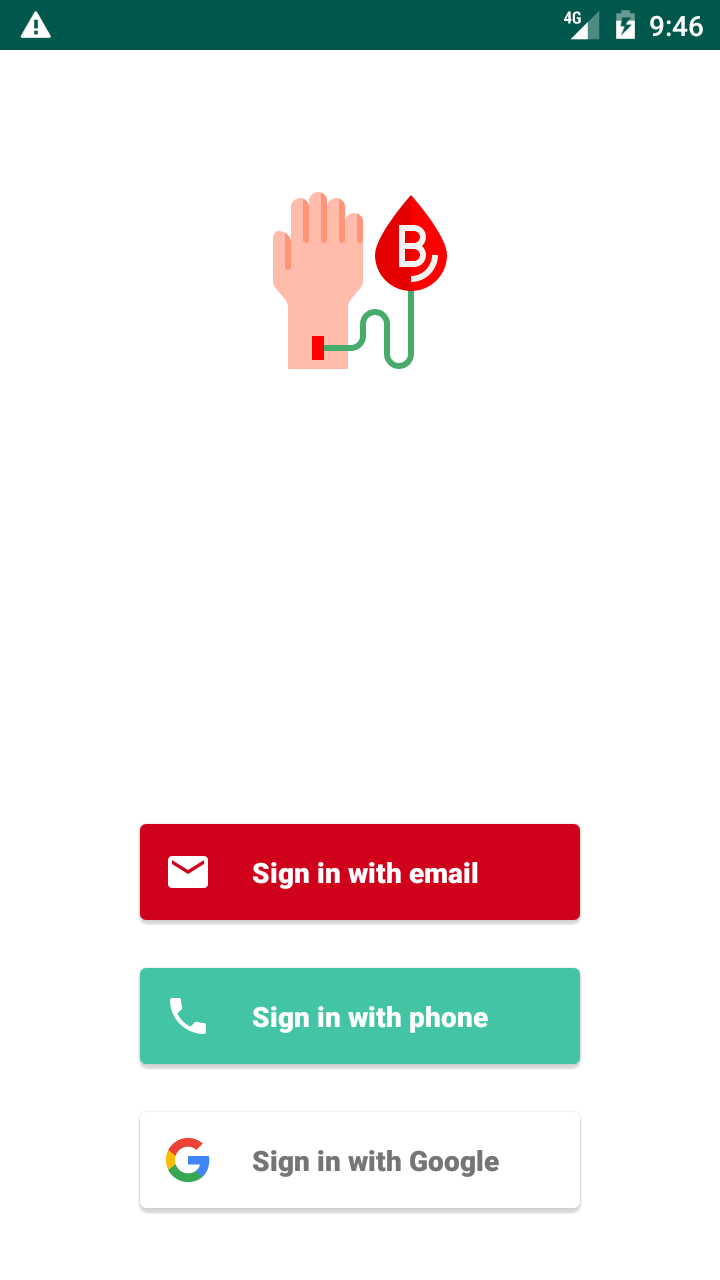 4G 9:46
B
Sign in with email
Sign in with phone
Sign in with Google